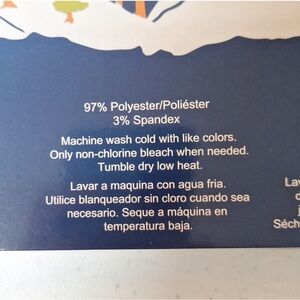 97% Polyester/Poliéster
3% Spandex
Machine wash cold with like colors.
Only non-chlorine bleach when needed.
Tumble dry low heat.
Lavar a maquina con agua fria.
Utilice blanqueador sin cloro cuando sea
necesario. Seque a máquina en
temperatura baja.
Lav
Séch